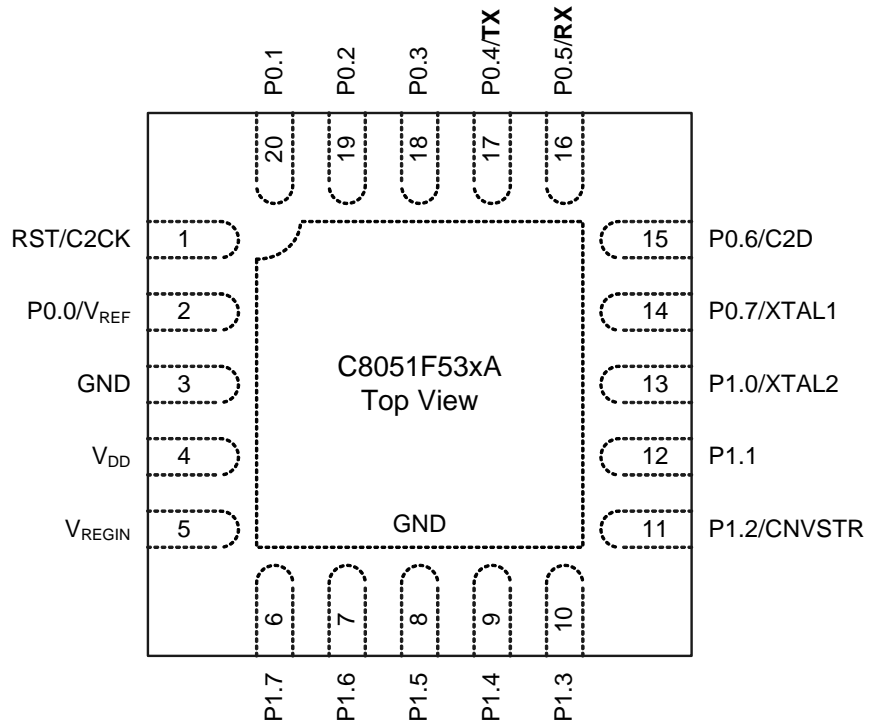 P0.1
P0.2
P0.3
P0.4/TX
P0.5/RX
20
19
18
17
16
RST/C2CK
1
15
P0.6/C2D
P0.0/VREF
2
14
P0.7/XTAL1
GND
3
C8051F53xA
Top View
13
P1.0/XTAL2
VDD
4
12
P1.1
VREGIN
5
GND
11
P1.2/CNVSTR
6
7
8
9
10
P1.7
P1.6
P1.5
P1.4
P1.3